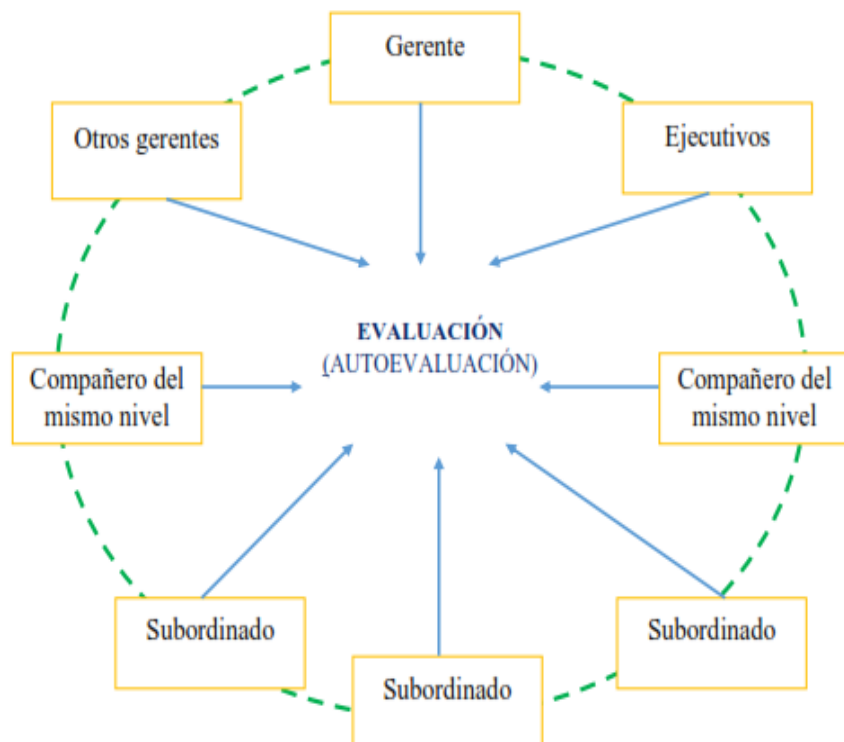 Gerente
Otros gerentes
Ejecutivos
EVALUACIÓN
(AUTOEVALUACIÓN)
Compañero del
mismo nivel
Compañero del
mismo nivel
Subordinado
Subordinado
Subordinado